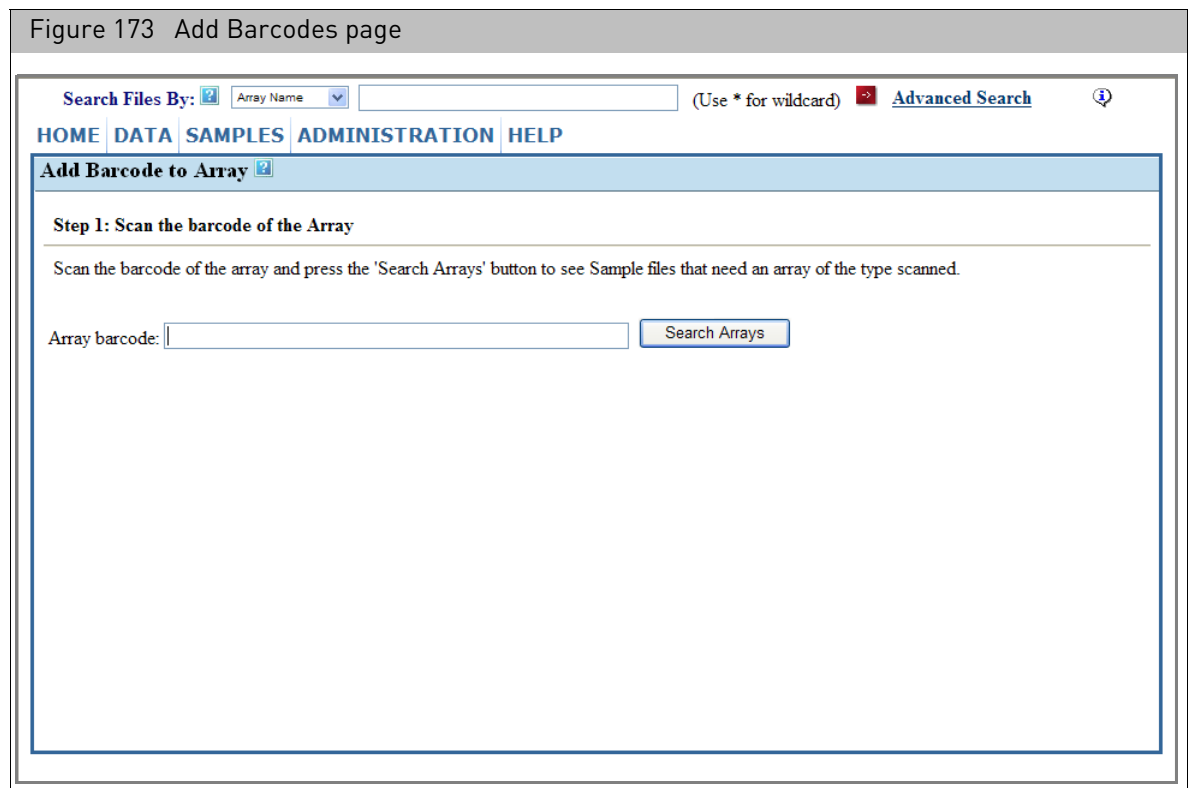 Figure 173 Add Barcodes page
Search Files By: ? Array Name (Use * for wildcard) Advanced Search
HOME DATA SAMPLES ADMINISTRATION HELP
Add Barcode to Array ?
Step 1: Scan the barcode of the Array
Scan the barcode of the array and press the 'Search Arrays' button to see Sample files that need an array of the type scanned.
Array barcode: Search Arrays